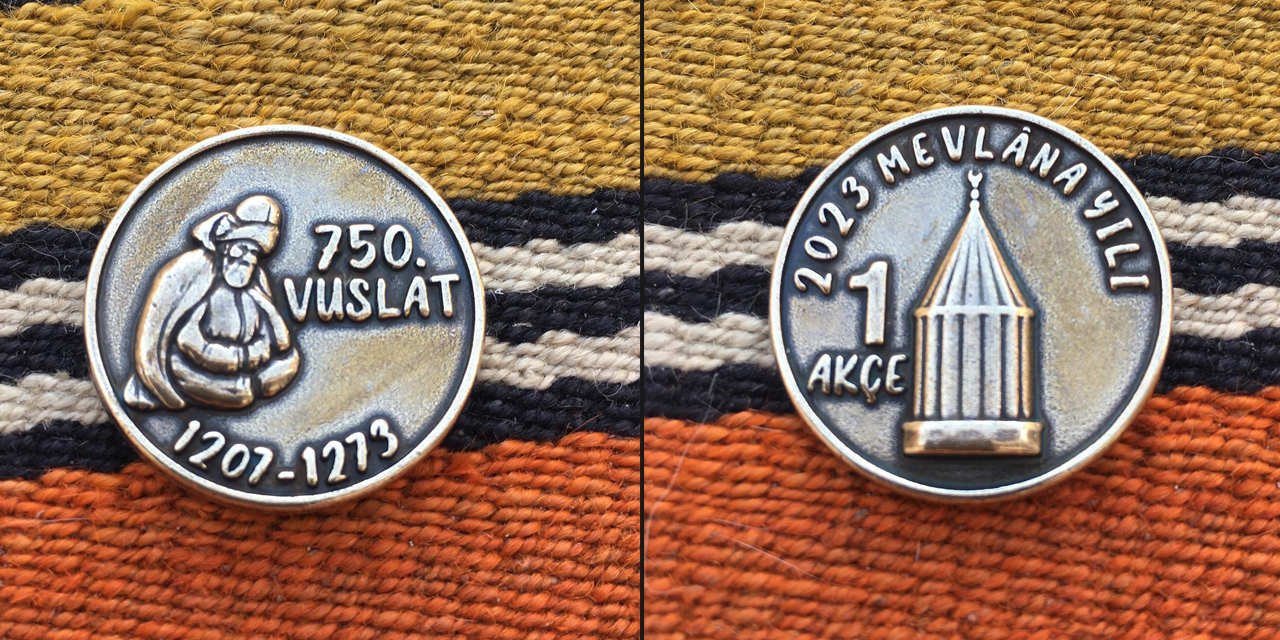 750.
VUSLAT
1207-1273
2023 MEVLÂNA YILI
1
AKÇE